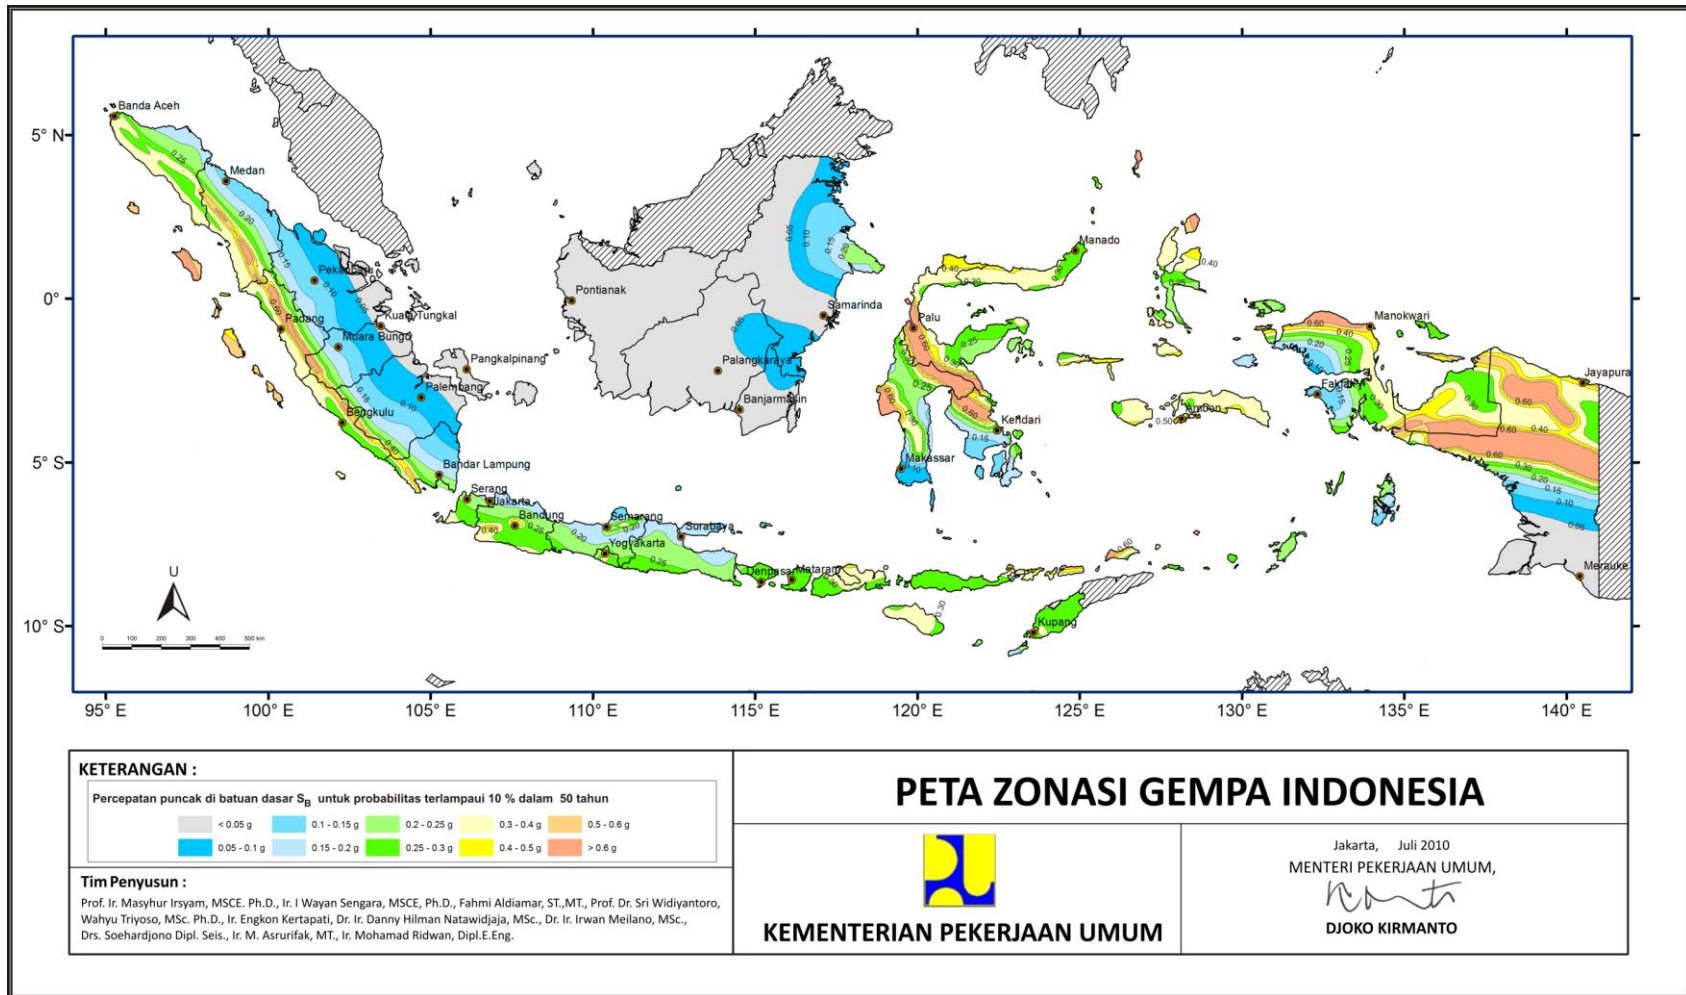 Banda Aceh
5° N
Medan
Manado
Pekanbaru
0°
Pontianak
Samarinda
Manokwari
Padang
Kuala Tungkal
Palu
Muara Bungo
Pangkalpinang
Palangkaraya
Jayapura
Palembang
Fakfak
Banjarmasin
Ambon
Bengkulu
Kendari
5° S
Bandar Lampung
Makassar
Serang
Jakarta
Bandung
Semarang
Surabaya
Yogyakarta
Denpasar
Mataram
Merauke
U
10° S
Kupang
0 100 200 300 400 500 km
95° E 100° E 105° E 110° E 115° E 120° E 125° E 130° E 135° E 140° E
KETERANGAN :
Percepatan puncak di batuan dasar SB untuk probabilitas terlampaui 10 % dalam 50 tahun
< 0.05 g 0.1 - 0.15 g 0.2 - 0.25 g 0.3 - 0.4 g 0.5 - 0.6 g
0.05 - 0.1 g 0.15 - 0.2 g 0.25 - 0.3 g 0.4 - 0.5 g > 0.6 g
Tim Penyusun :
Prof. Ir. Masyhur Irsyam, MSCE. Ph.D., Ir. I Wayan Sengara, MSCE, Ph.D., Fahmi Aldiamar, ST.,MT., Prof. Dr. Sri Widiyantoro,
Wahyu Triyoso, MSc. Ph.D., Ir. Engkon Kertapati, Dr. Ir. Danny Hilman Natawidjaja, MSc., Dr. Ir. Irwan Meilano, MSc.,
Drs. Soehardjono Dipl. Seis., Ir. M. Asrurifak, MT., Ir. Mohamad Ridwan, Dipl.E.Eng.
PETA ZONASI GEMPA INDONESIA
KEMENTERIAN PEKERJAAN UMUM
Jakarta, Juli 2010
MENTERI PEKERJAAN UMUM,
DJOKO KIRMANTO